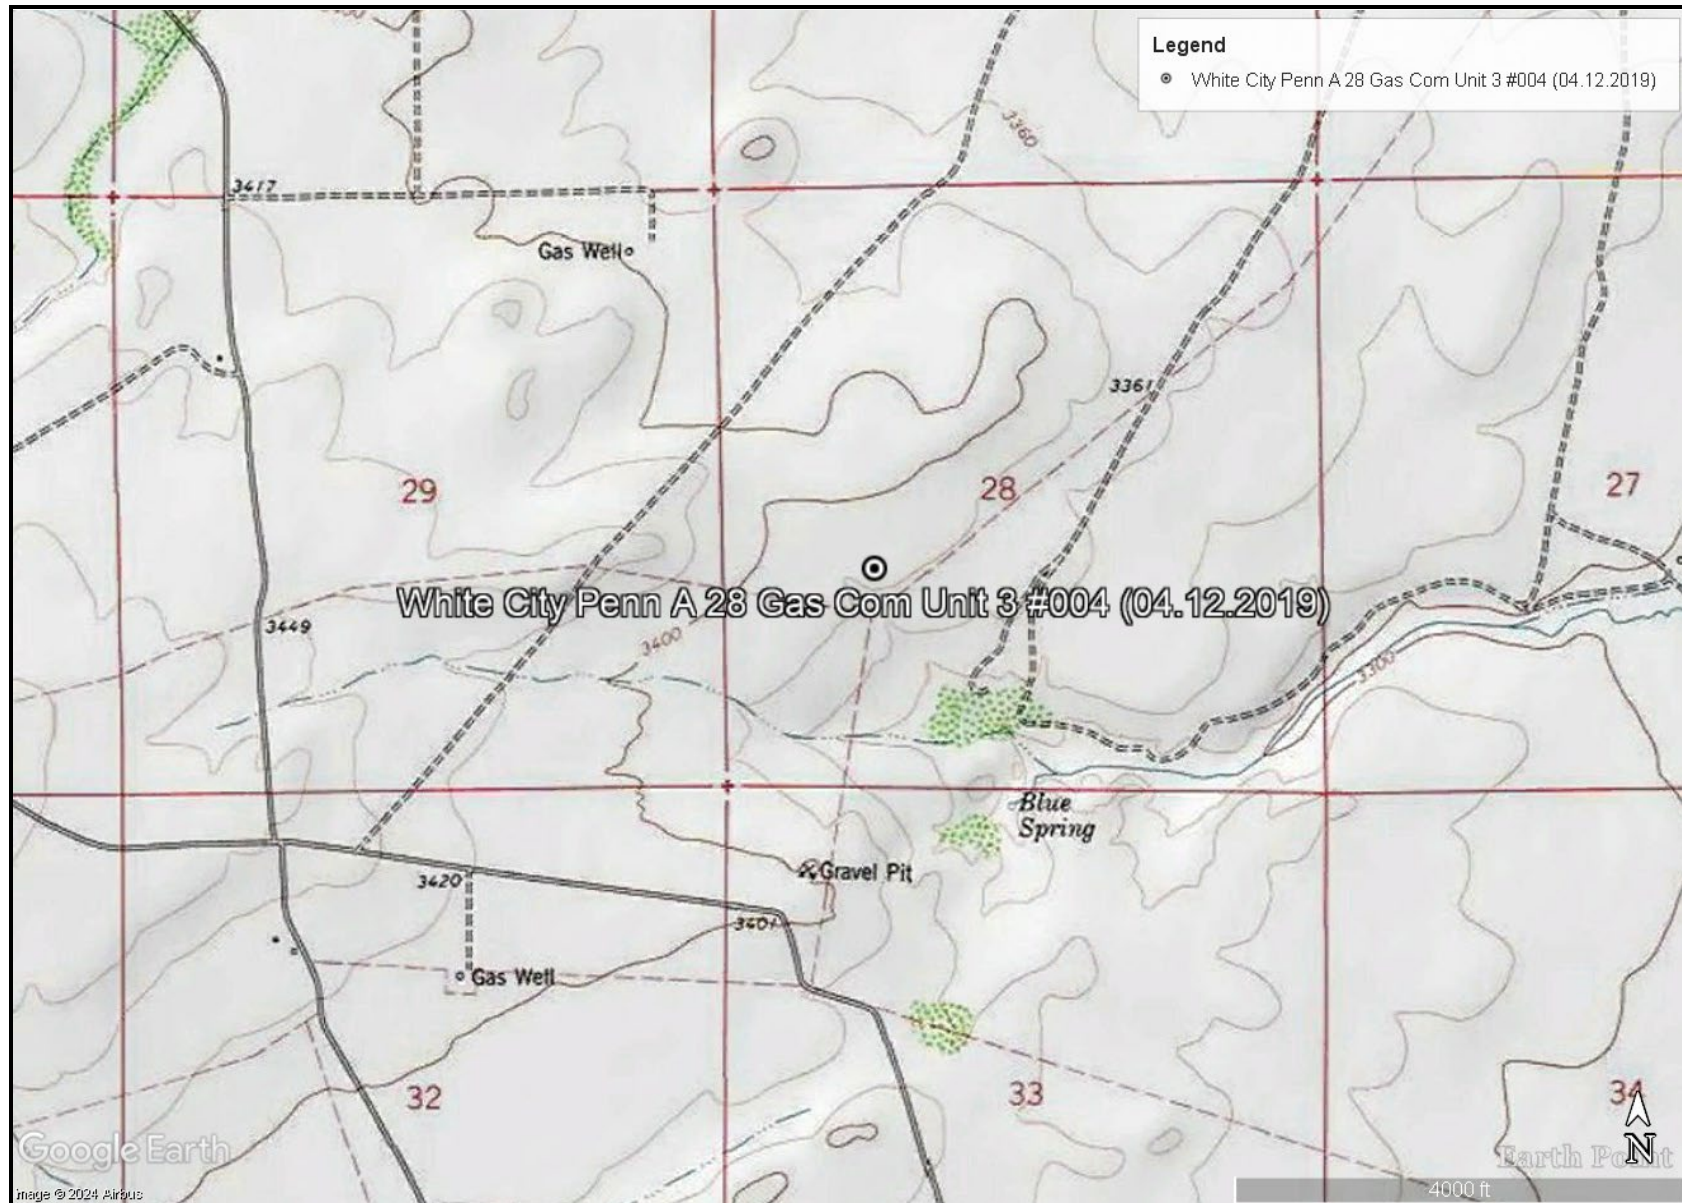 Legend
White City Penn A 28 Gas Com Unit 3 #004 (04.12.2019)
3360
3417
Gas Well
3361
29
28
27
White City Penn A 28 Gas Com Unit 3 #004 (04.12.2019)
3449
3400
3300
Blue
Spring
Gravel Pit
3420
3401
Gas Well
32
33
34
N
Google Earth
Earth Point
Image © 2024 Airbus
4000 ft